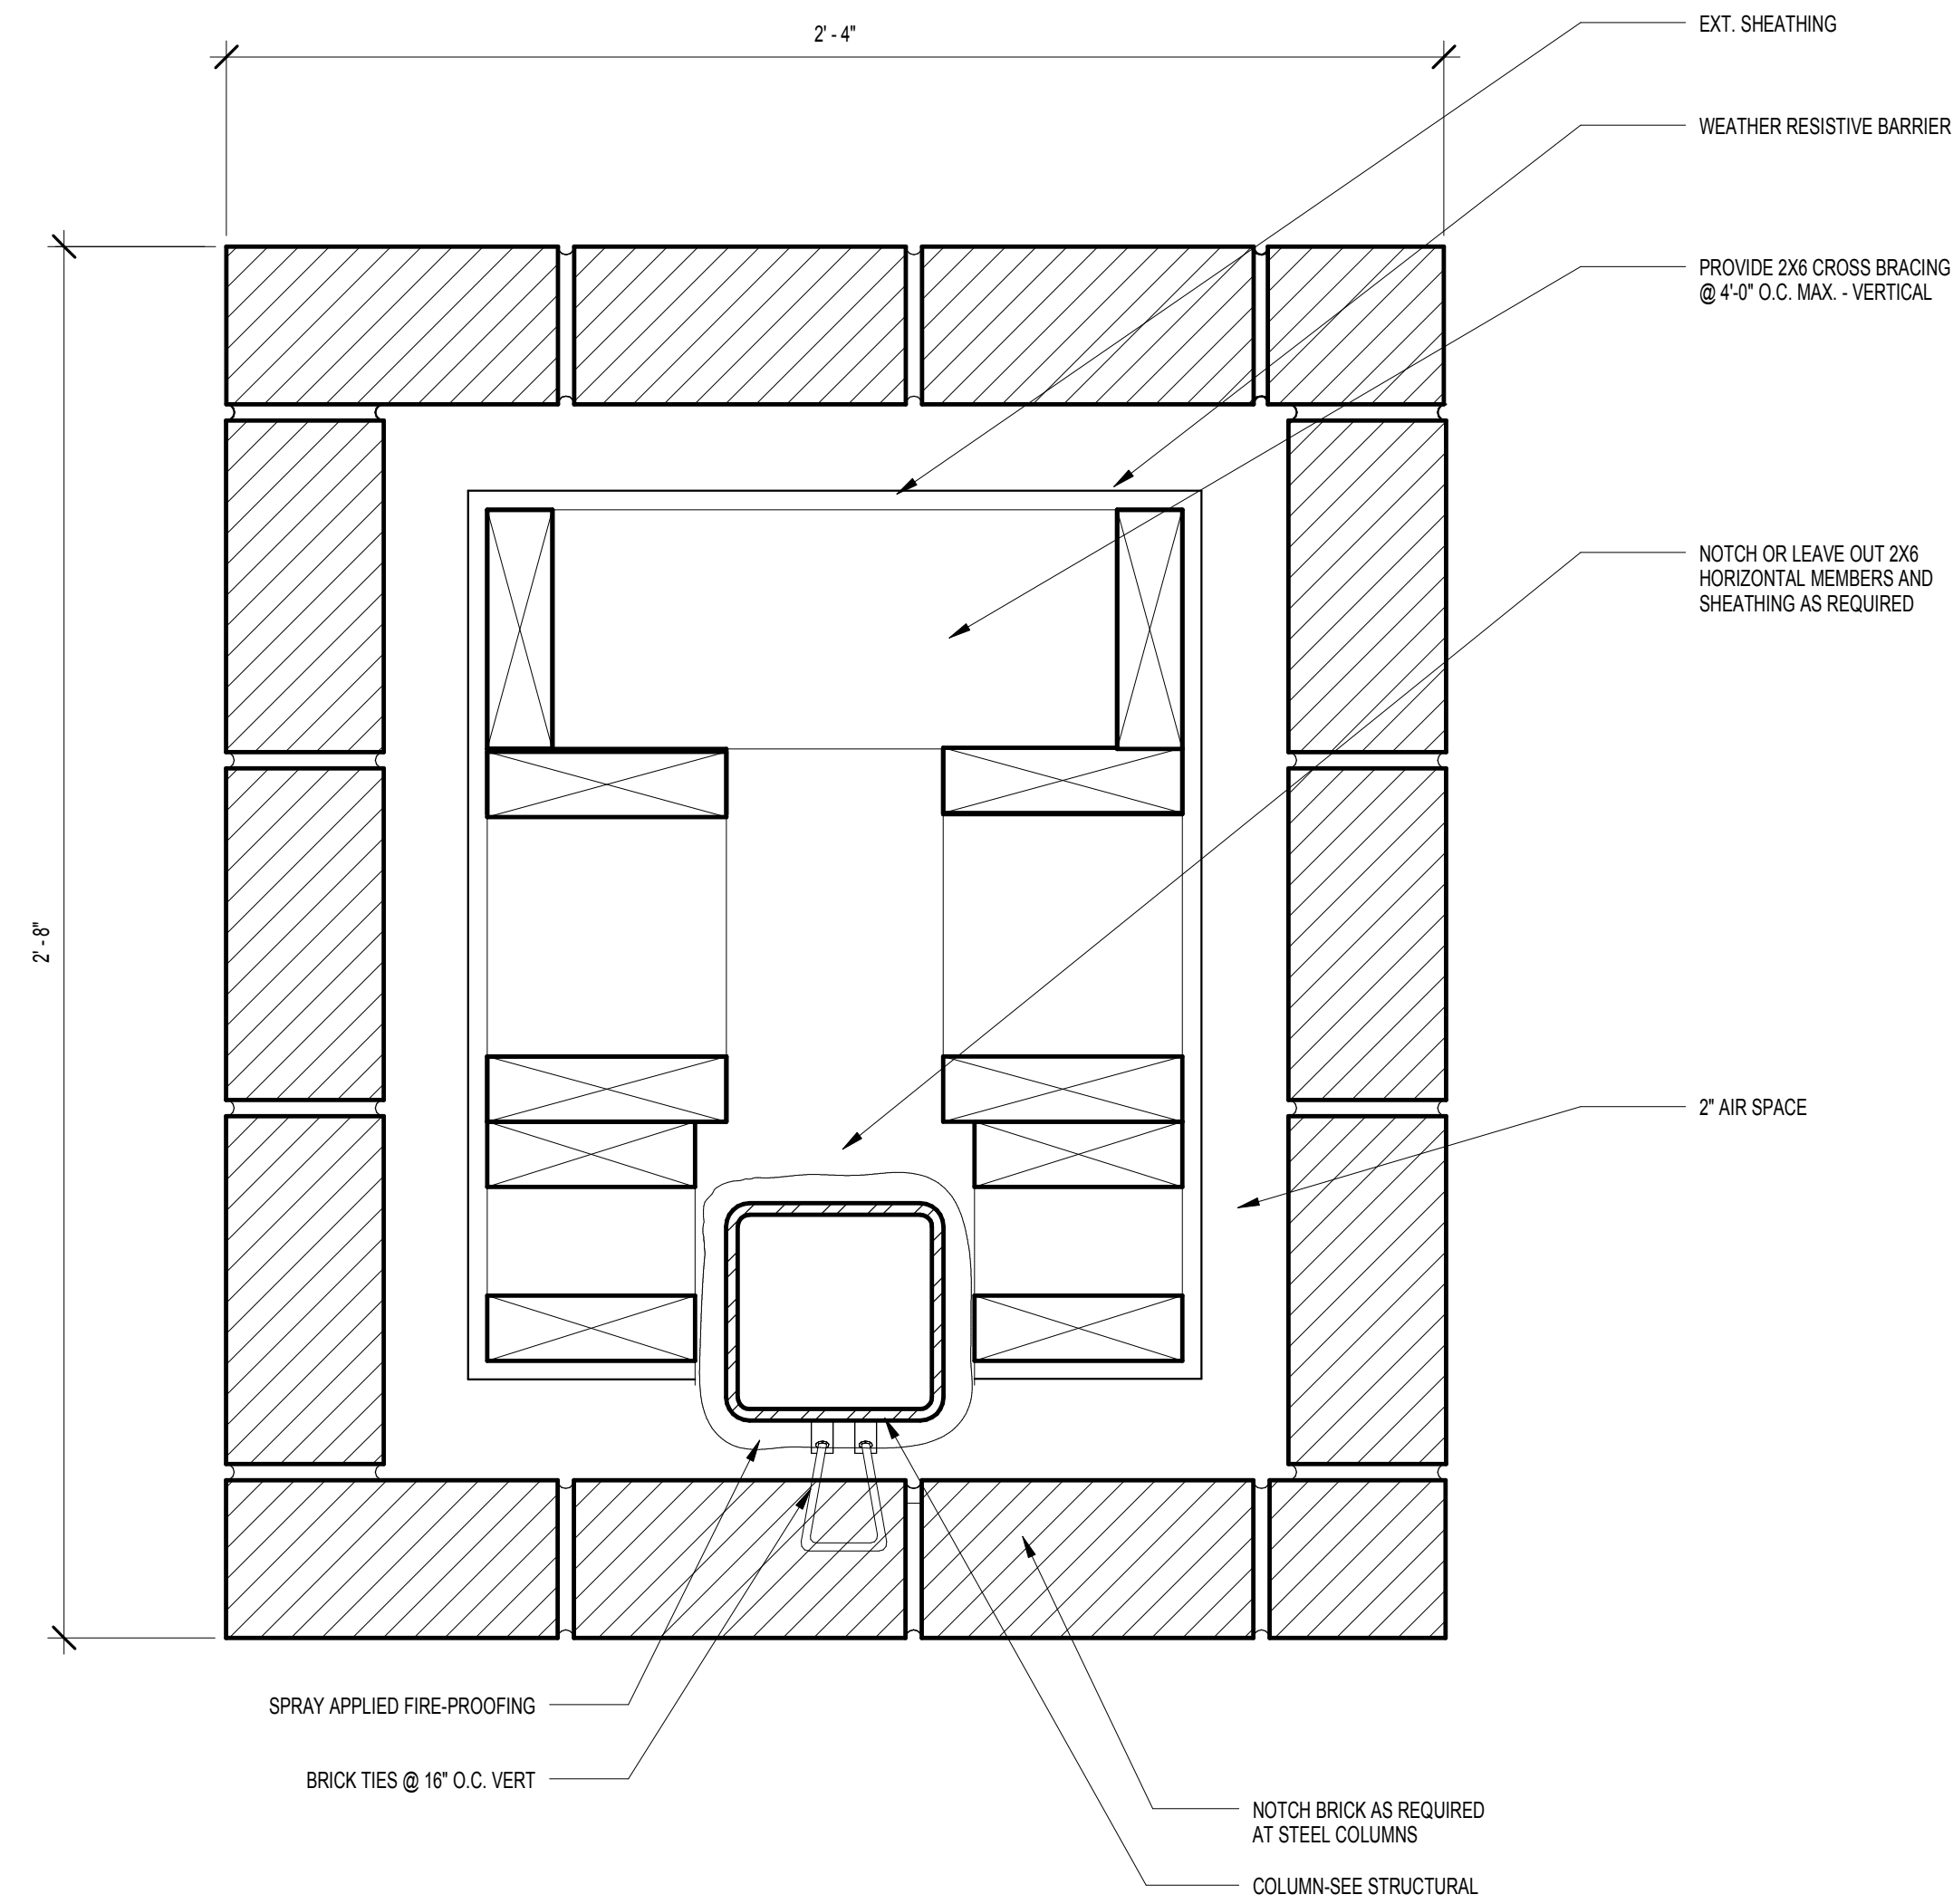 2' - 4"
EXT. SHEATHING
WEATHER RESISTIVE BARRIER
PROVIDE 2X6 CROSS BRACING
@ 4'-0" O.C. MAX. - VERTICAL
NOTCH OR LEAVE OUT 2X6
HORIZONTAL MEMBERS AND
SHEATHING AS REQUIRED
2' - 8"
2" AIR SPACE
SPRAY APPLIED FIRE-PROOFING
BRICK TIES @ 16" O.C. VERT
NOTCH BRICK AS REQUIRED
AT STEEL COLUMNS
COLUMN-SEE STRUCTURAL